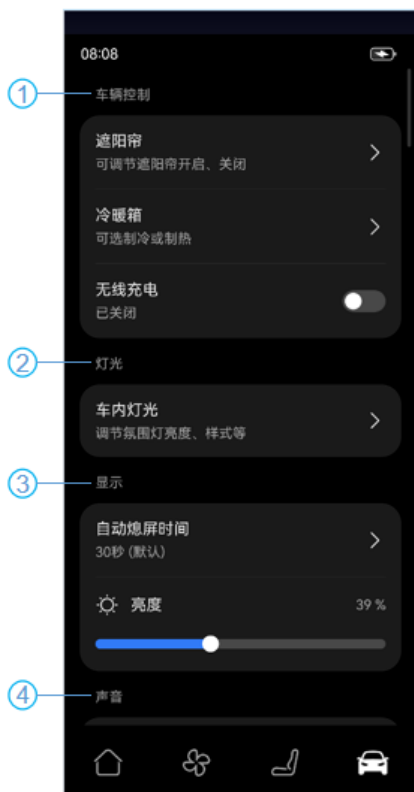 08:08
① 车辆控制
遮阳帘
可调节遮阳帘开启、关闭
冷暖箱
可选制冷或制热
无线充电
已关闭
② 灯光
车内灯光
调节氛围灯亮度、样式等
③ 显示
自动熄屏时间
30秒 (默认)
亮度 39 %
④ 声音